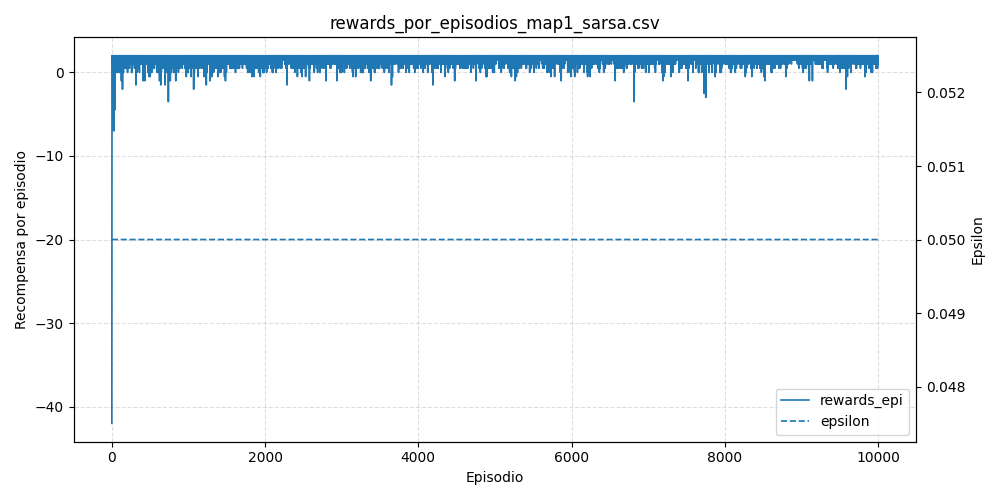 rewards_por_episodios_map1_sarsa.csv
Recompensa por episodio
0
−10
−20
−30
−40
0.052
0.051
0.050
0.049
0.048
Epsilon
rewards_epi
epsilon
0 2000 4000 6000 8000 10000
Episodio